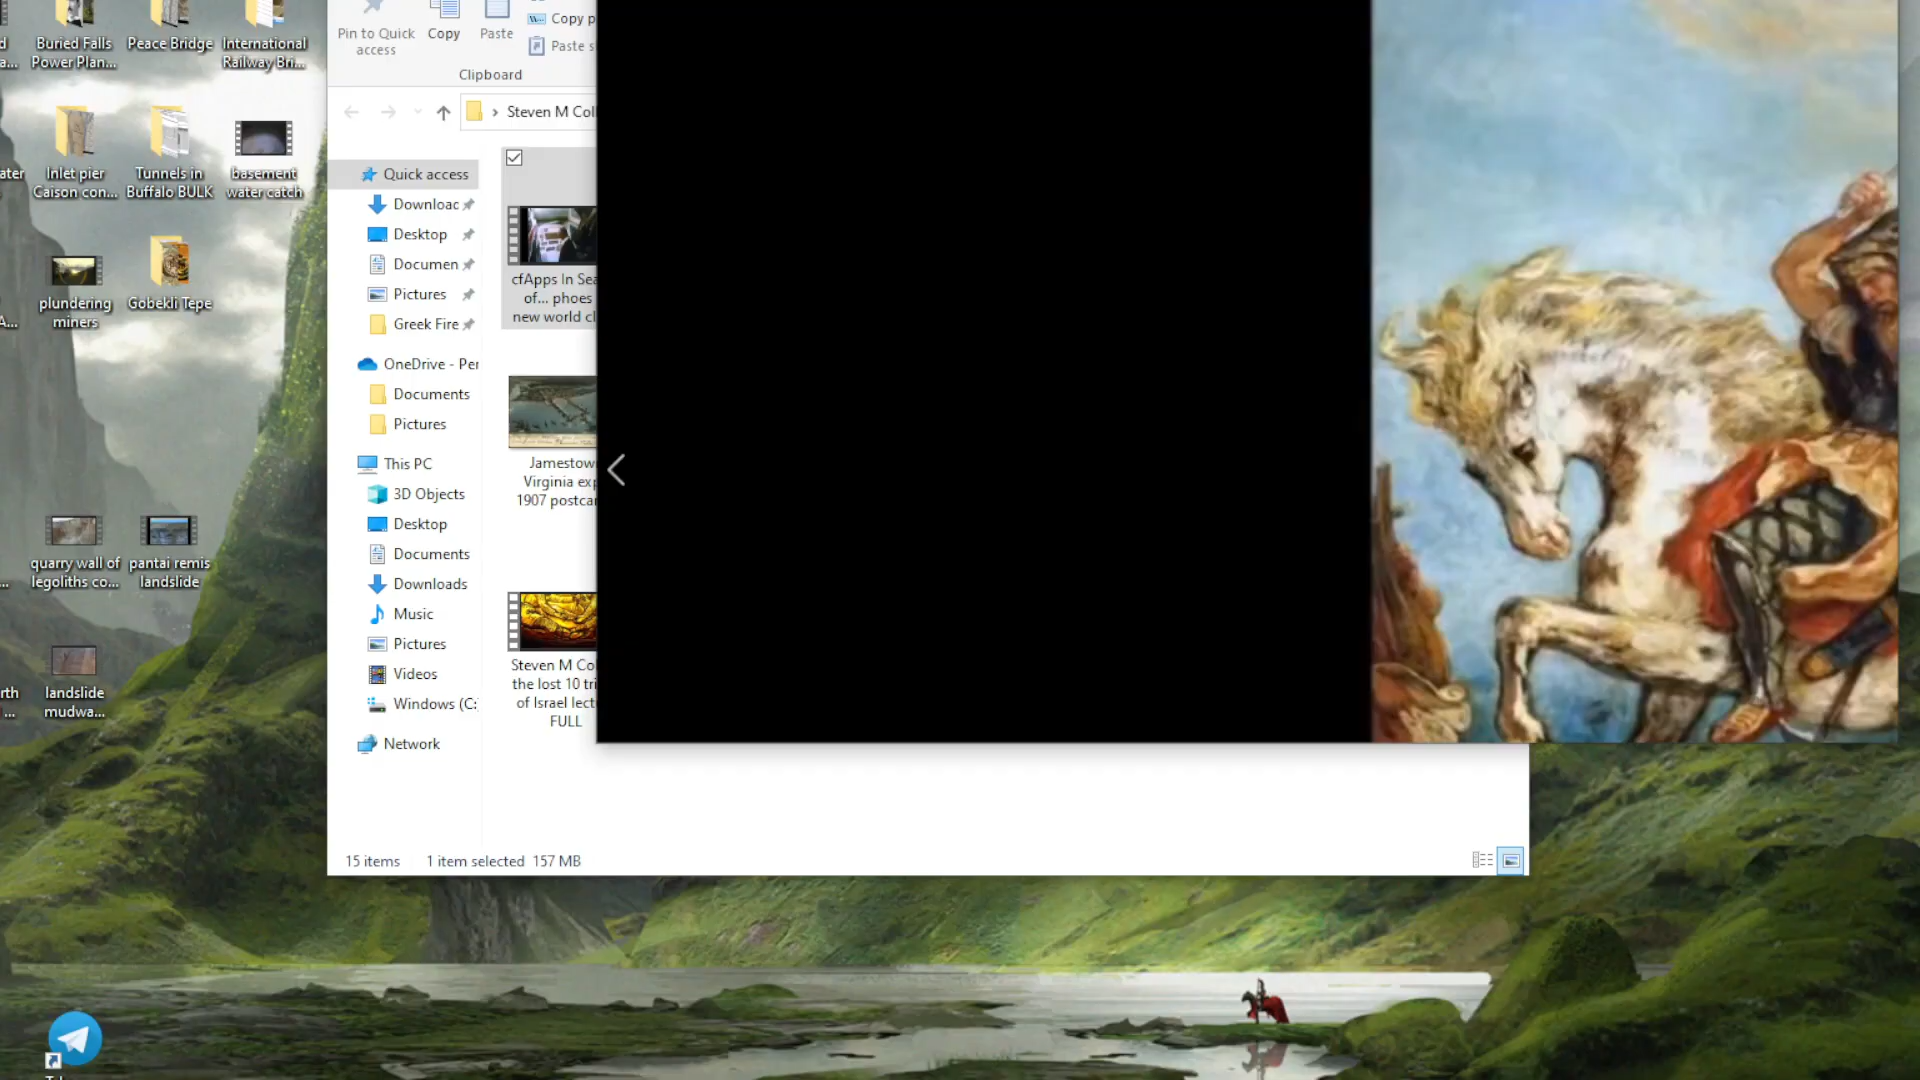 Buried Falls
Power Plan...
Peace Bridge
International
Railway Bri...
Inlet pier
Caison con...
Tunnels in
Buffalo BULK
basement
water catch
plundering
miners
Gobekli Tepe
quarry wall of
legoliths co...
pantai remis
landslide
landslide
mudwa...
Pin to Quick
access
Copy
Paste
Copy p
Paste s
Clipboard
Steven M Col
Quick access
Downloac
Desktop
Documen
Pictures
Greek Fire
OneDrive - Per
Documents
Pictures
This PC
3D Objects
Desktop
Documents
Downloads
Music
Pictures
Videos
Windows (C:
Network
cfApps In Sea
of... phoes
new world cl
Jamestow
Virginia exp
1907 postcar
Steven M Co
the lost 10 tri
of Israel lect
FULL
15 items
1 item selected 157 MB